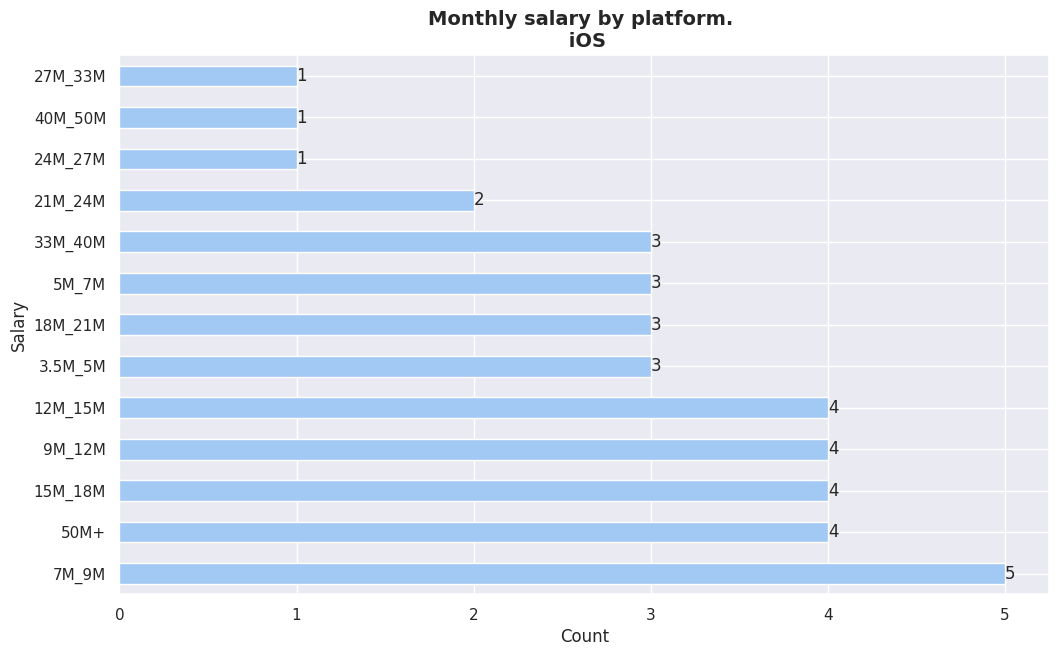 Monthly salary by platform.
iOS
Salary
27M_33M 1
40M_50M 1
24M_27M 1
21M_24M 2
33M_40M 3
5M_7M 3
18M_21M 3
3.5M_5M 3
12M_15M 4
9M_12M 4
15M_18M 4
50M+ 4
7M_9M 5
0 1 2 3 4 5
Count